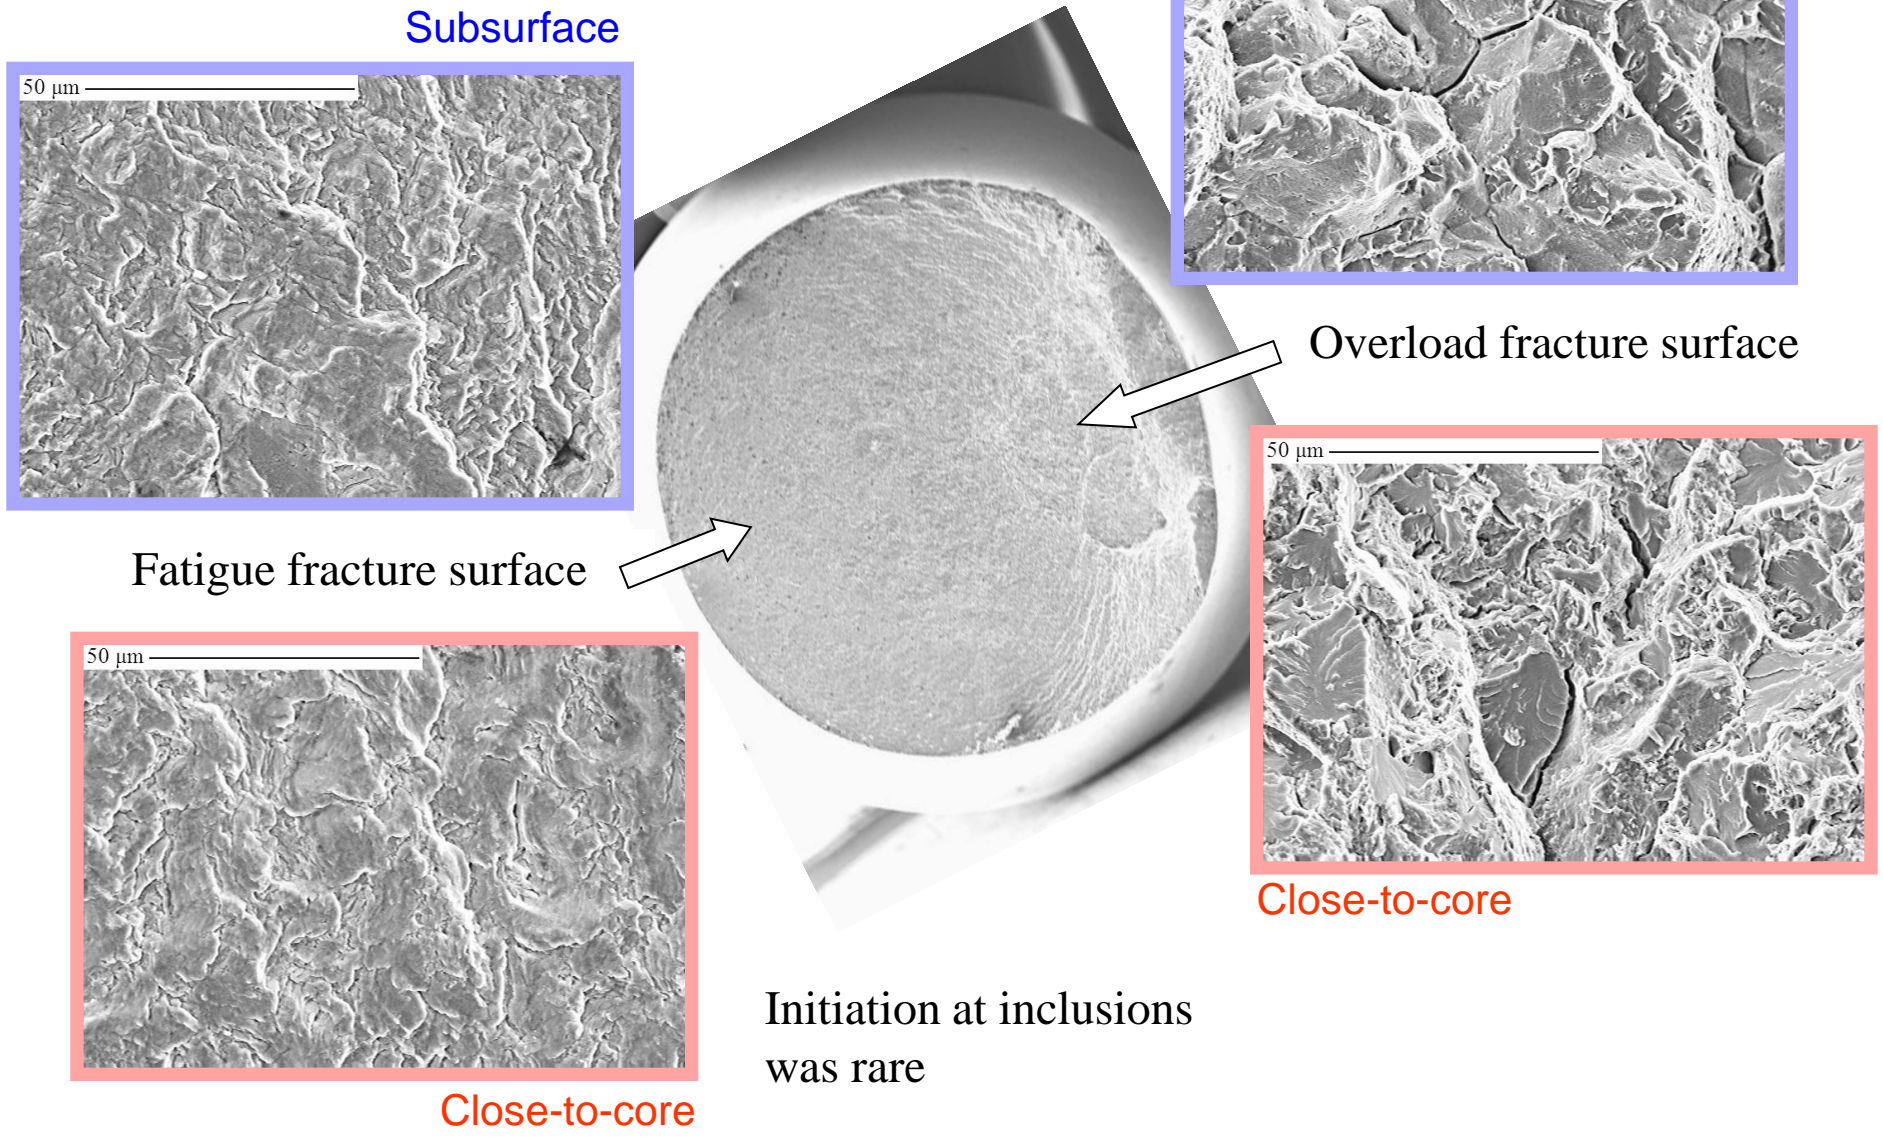 Subsurface
50 μm
Overload fracture surface
50 μm
Fatigue fracture surface
50 μm
Close-to-core
Initiation at inclusions
was rare
Close-to-core